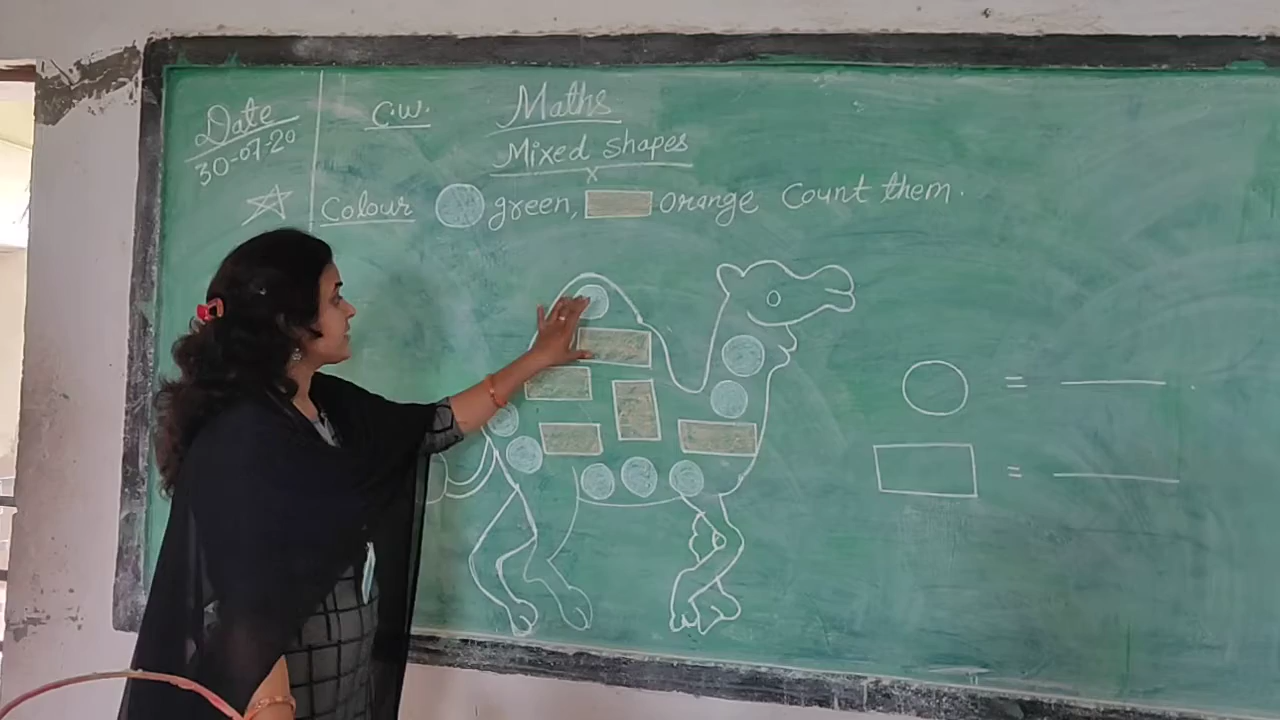 Date
30-07-20
C.W.
Maths
Mixed shapes
x
Colour green, orange Count them.
=
=